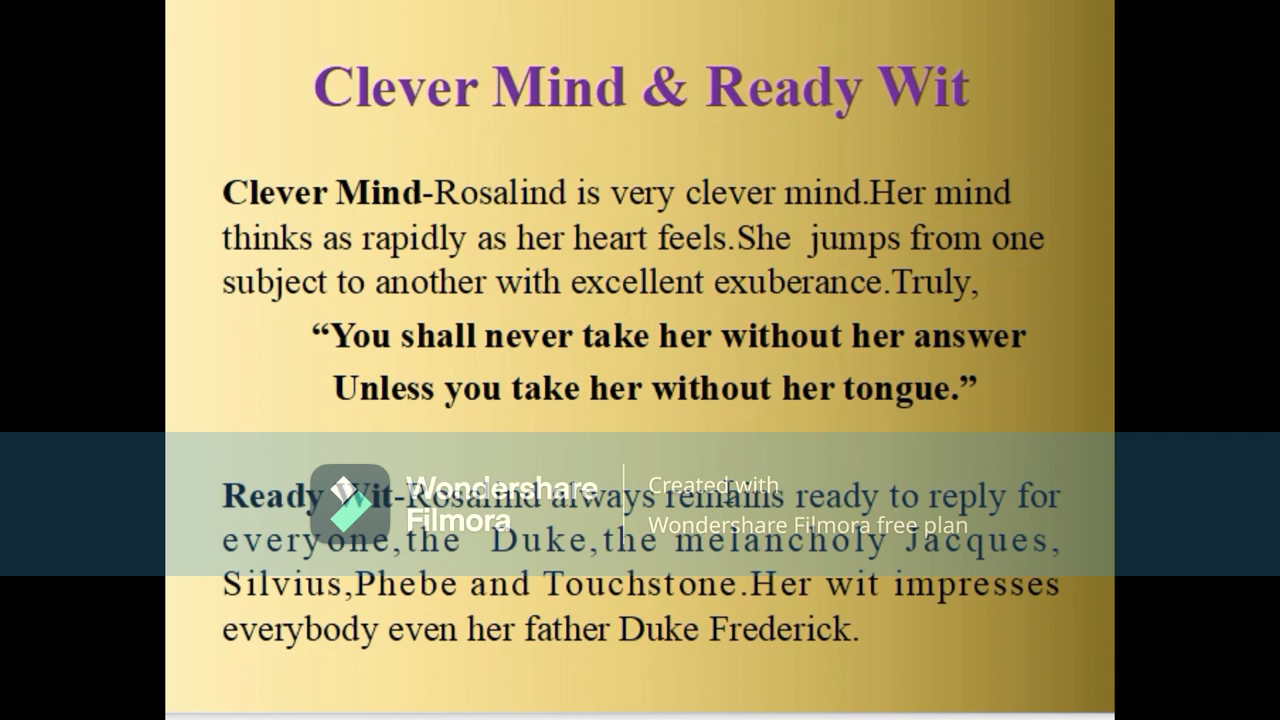 Clever Mind & Ready Wit
Clever Mind-Rosalind is very clever mind.Her mind
thinks as rapidly as her heart feels.She jumps from one
subject to another with excellent exuberance.Truly,
“You shall never take her without her answer
Unless you take her without her tongue.”
Ready Wit-Rosalind always remains ready to reply for
everyone,the Duke,the melancholy Jacques,
Silvius,Phebe and Touchstone.Her wit impresses
everybody even her father Duke Frederick.
Wondershare
Filmora
Created with
Wondershare Filmora free plan